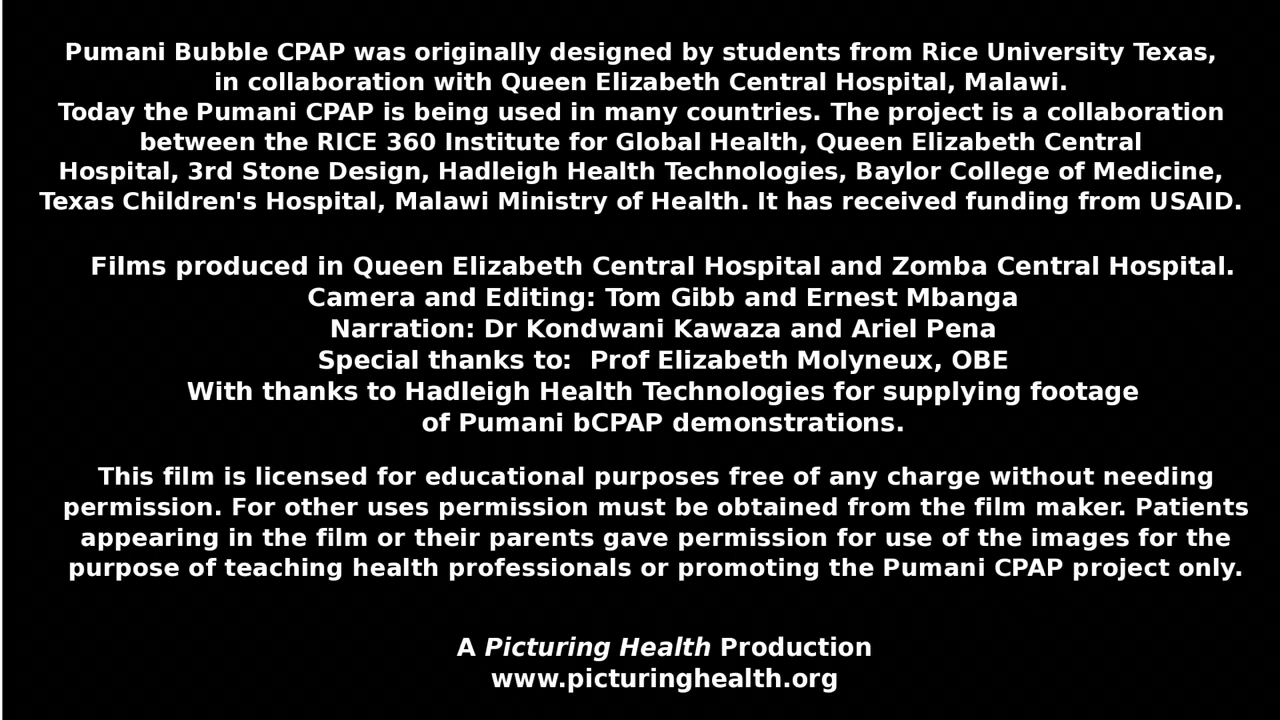 Pumani Bubble CPAP was originally designed by students from Rice University Texas,
in collaboration with Queen Elizabeth Central Hospital, Malawi.
Today the Pumani CPAP is being used in many countries. The project is a collaboration
between the RICE 360 Institute for Global Health, Queen Elizabeth Central
Hospital, 3rd Stone Design, Hadleigh Health Technologies, Baylor College of Medicine,
Texas Children's Hospital, Malawi Ministry of Health. It has received funding from USAID.
Films produced in Queen Elizabeth Central Hospital and Zomba Central Hospital.
Camera and Editing: Tom Gibb and Ernest Mbanga
Narration: Dr Kondwani Kawaza and Ariel Pena
Special thanks to:  Prof Elizabeth Molyneux, OBE
With thanks to Hadleigh Health Technologies for supplying footage
of Pumani bCPAP demonstrations.
This film is licensed for educational purposes free of any charge without needing
permission. For other uses permission must be obtained from the film maker. Patients
appearing in the film or their parents gave permission for use of the images for the
purpose of teaching health professionals or promoting the Pumani CPAP project only.
A Picturing Health Production
www.picturinghealth.org